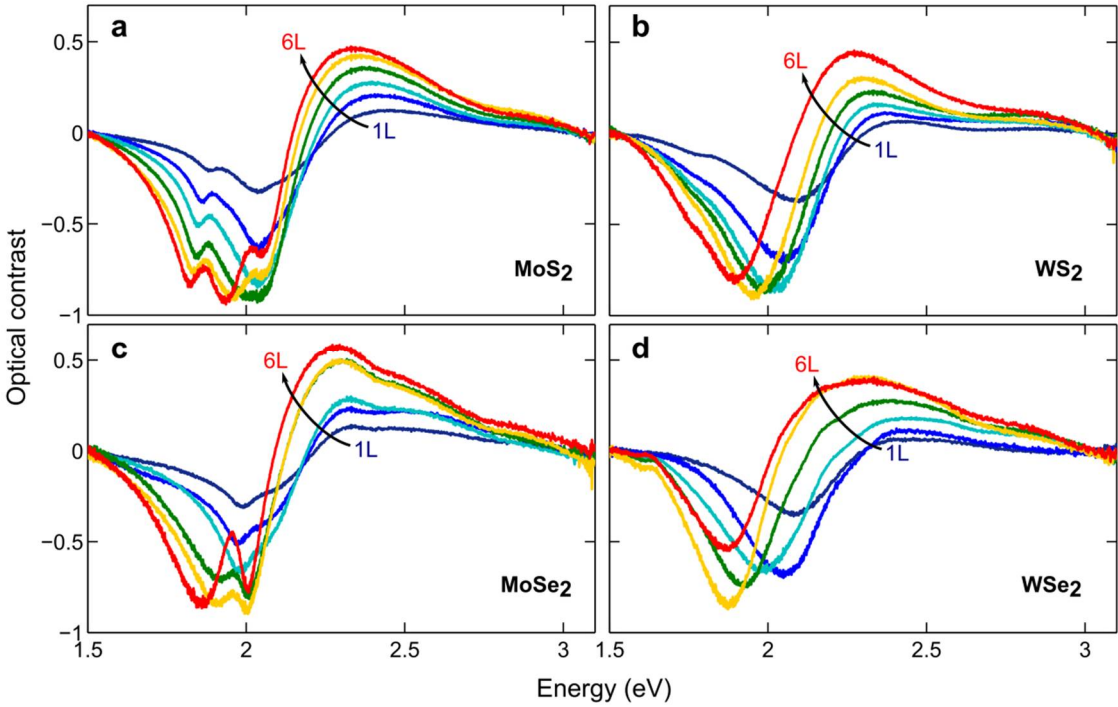 a
b
0.5
0
−0.5
−1
6L
1L
MoS2
6L
1L
WS2
c
d
0.5
0
−0.5
−1
6L
1L
MoSe2
6L
1L
WSe2
1.5
2
2.5
3
1.5
2
2.5
3
Optical contrast
Energy (eV)